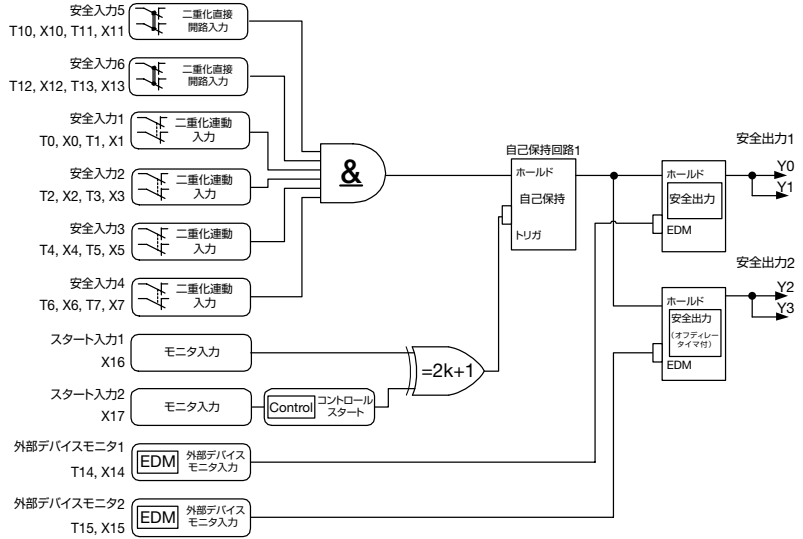 安全入力5
T10, X10, T11, X11
二重化直接
開路入力
安全入力6
T12, X12, T13, X13
二重化直接
開路入力
安全入力1
T0, X0, T1, X1
二重化連動
入力
安全入力2
T2, X2, T3, X3
二重化連動
入力
安全入力3
T4, X4, T5, X5
二重化連動
入力
安全入力4
T6, X6, T7, X7
二重化連動
入力
&
自己保持回路1
ホールド
自己保持
トリガ
安全出力1
ホールド
安全出力
EDM
Y0
Y1
安全出力2
ホールド
安全出力
(オフディレー
タイマ付)
EDM
Y2
Y3
スタート入力1
X16
モニタ入力
=2k+1
スタート入力2
X17
モニタ入力
Control
コントロール
スタート
外部デバイスモニタ1
T14, X14
EDM
外部デバイス
モニタ入力
外部デバイスモニタ2
T15, X15
EDM
外部デバイス
モニタ入力